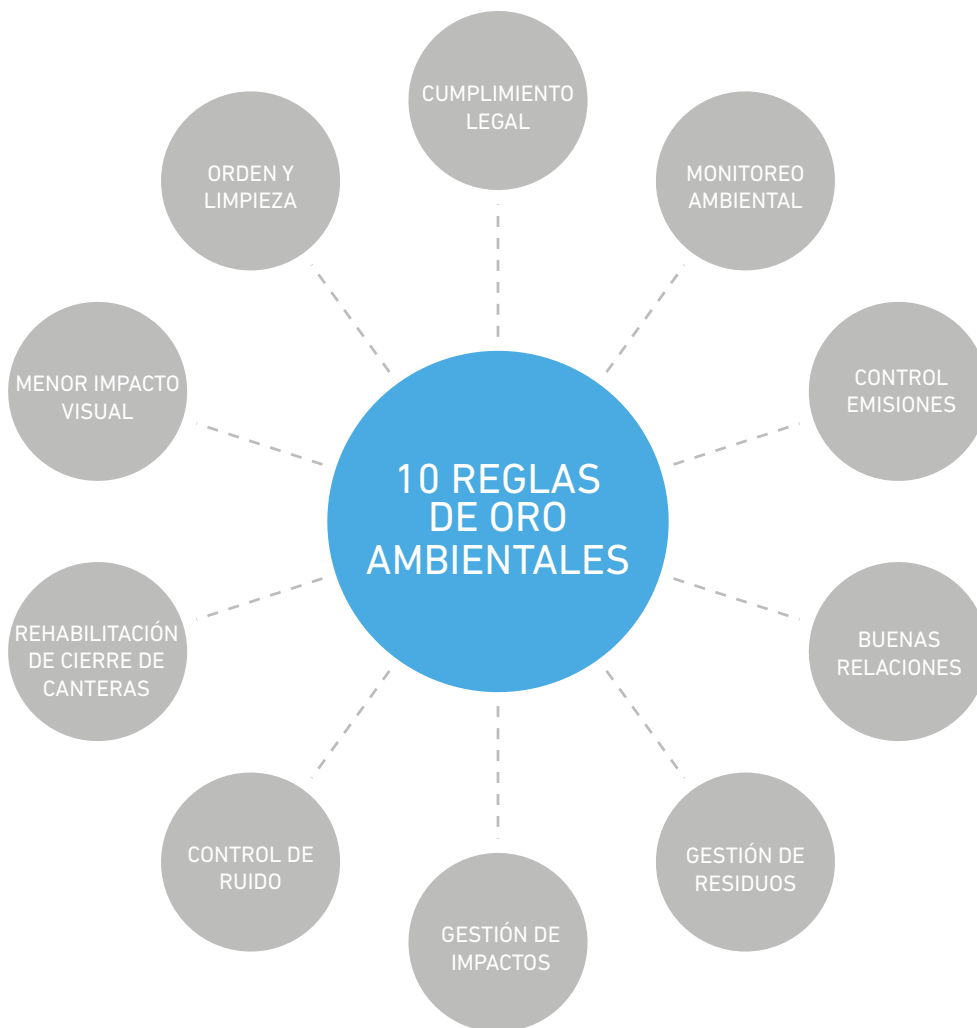 CUMPLIMIENTO
LEGAL
MONITOREO
AMBIENTAL
CONTROL
EMISIONES
BUENAS
RELACIONES
GESTIÓN DE
RESIDUOS
GESTIÓN DE
IMPACTOS
CONTROL DE
RUIDO
REHABILITACIÓN
DE CIERRE DE
CANTERAS
MENOR IMPACTO
VISUAL
ORDEN Y
LIMPIEZA
10 REGLAS
DE ORO
AMBIENTALES